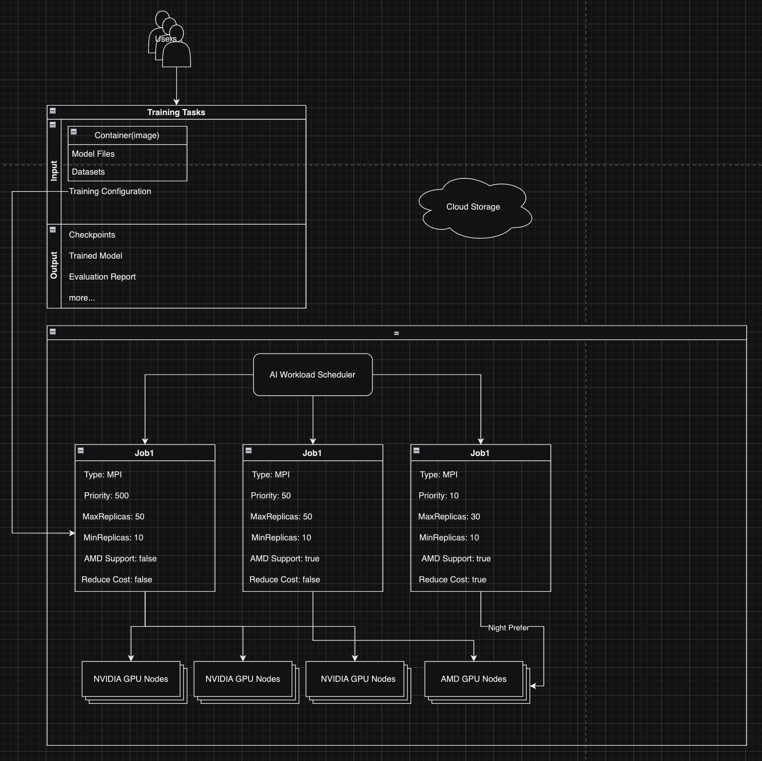 Users
Training Tasks
Input
Container(image)
Model Files
Datasets
Training Configuration
Cloud Storage
Output
Checkpoints
Trained Model
Evaluation Report
more...
=
AI Workload Scheduler
Job1
Type: MPI
Priority: 500
MaxReplicas: 50
MinReplicas: 10
AMD Support: false
Reduce Cost: false
Job1
Type: MPI
Priority: 50
MaxReplicas: 50
MinReplicas: 10
AMD Support: true
Reduce Cost: false
Job1
Type: MPI
Priority: 10
MaxReplicas: 30
MinReplicas: 10
AMD Support: true
Reduce Cost: true
Night Prefer
NVIDIA GPU Nodes
NVIDIA GPU Nodes
NVIDIA GPU Nodes
AMD GPU Nodes